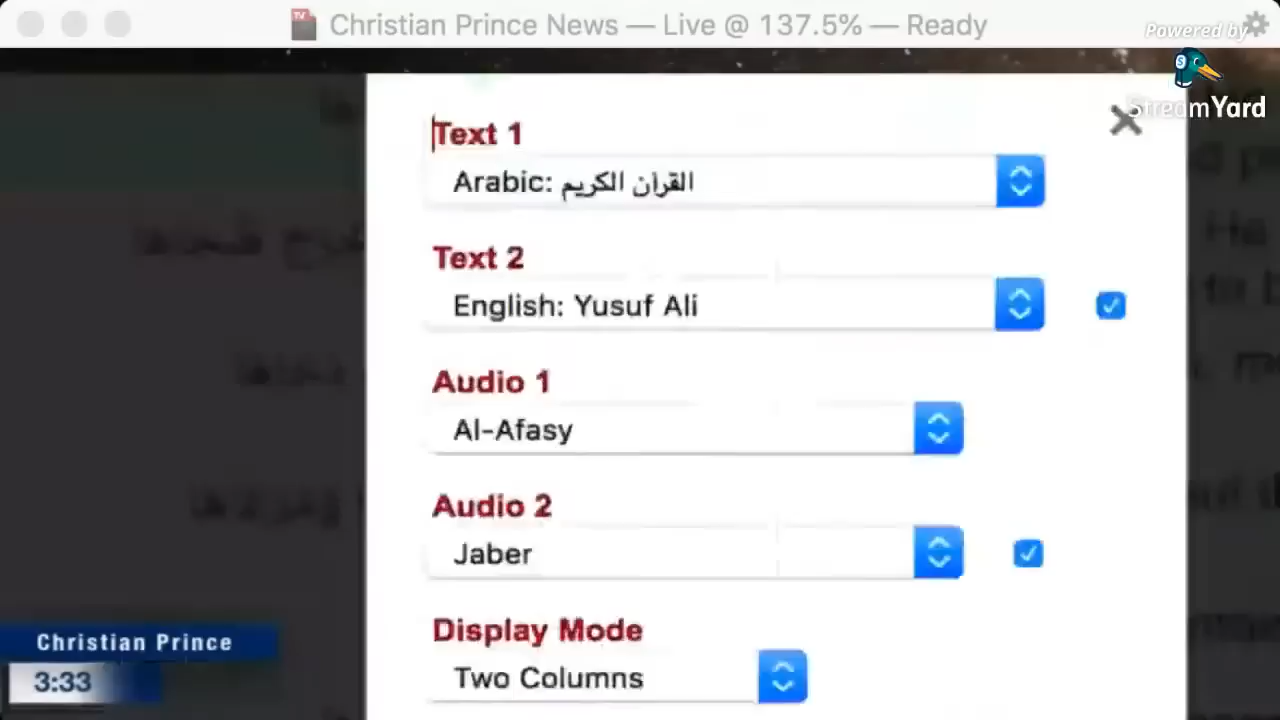 Christian Prince News — Live @ 137.5% — Ready
Powered by
StreamYard
Text 1
Arabic: القرآن الكريم
Text 2
English: Yusuf Ali
Audio 1
Al-Afasy
Audio 2
Jaber
Display Mode
Two Columns
Christian Prince
3:33